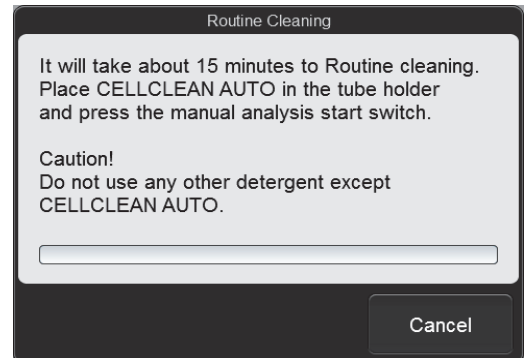 Routine Cleaning
It will take about 15 minutes to Routine cleaning.
Place CELLCLEAN AUTO in the tube holder
and press the manual analysis start switch.
Caution!
Do not use any other detergent except
CELLCLEAN AUTO.
Cancel